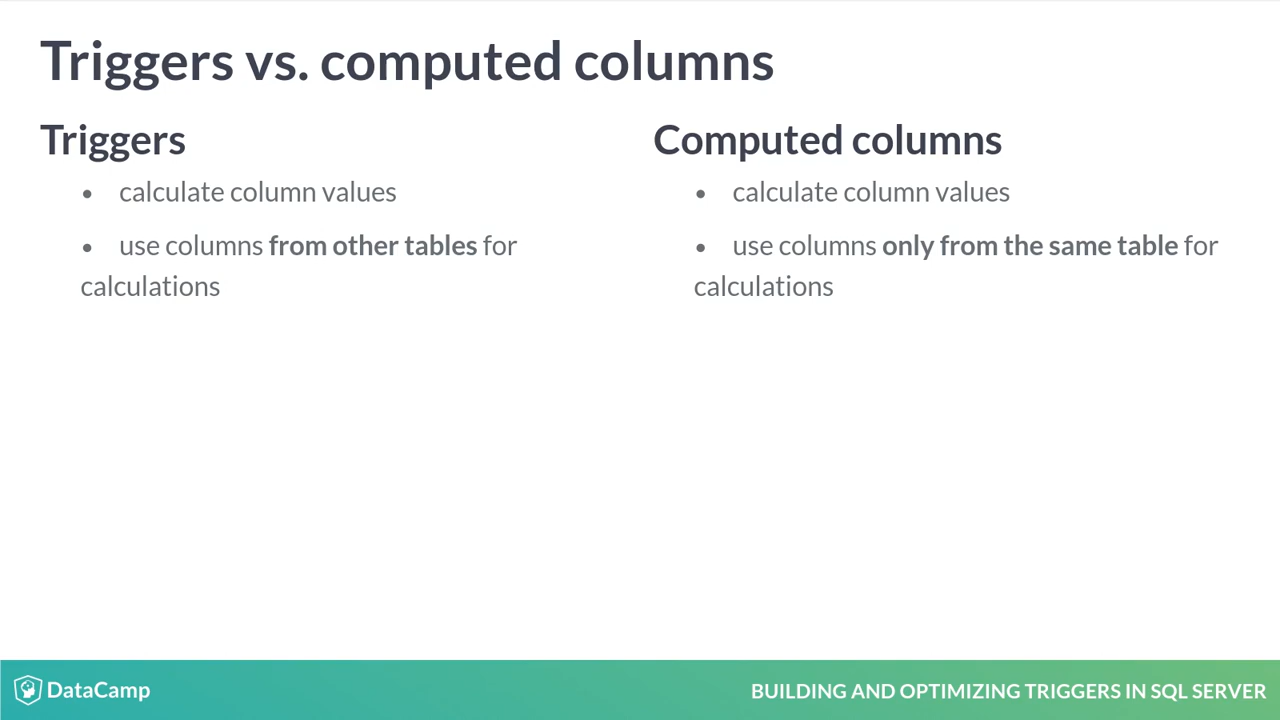 Triggers vs. computed columns
Triggers
• calculate column values
• use columns from other tables for
calculations
Computed columns
• calculate column values
• use columns only from the same table for
calculations
DataCamp
BUILDING AND OPTIMIZING TRIGGERS IN SQL SERVER